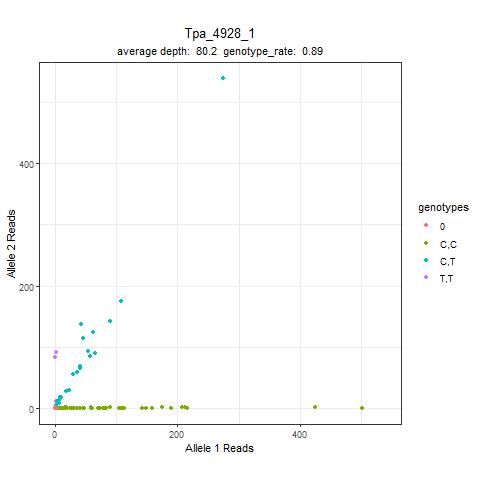 Tpa_4928_1
average depth: 80.2 genotype_rate: 0.89
Allele 2 Reads
400
200
0
0
200
400
Allele 1 Reads
genotypes
0
C,C
C,T
T,T